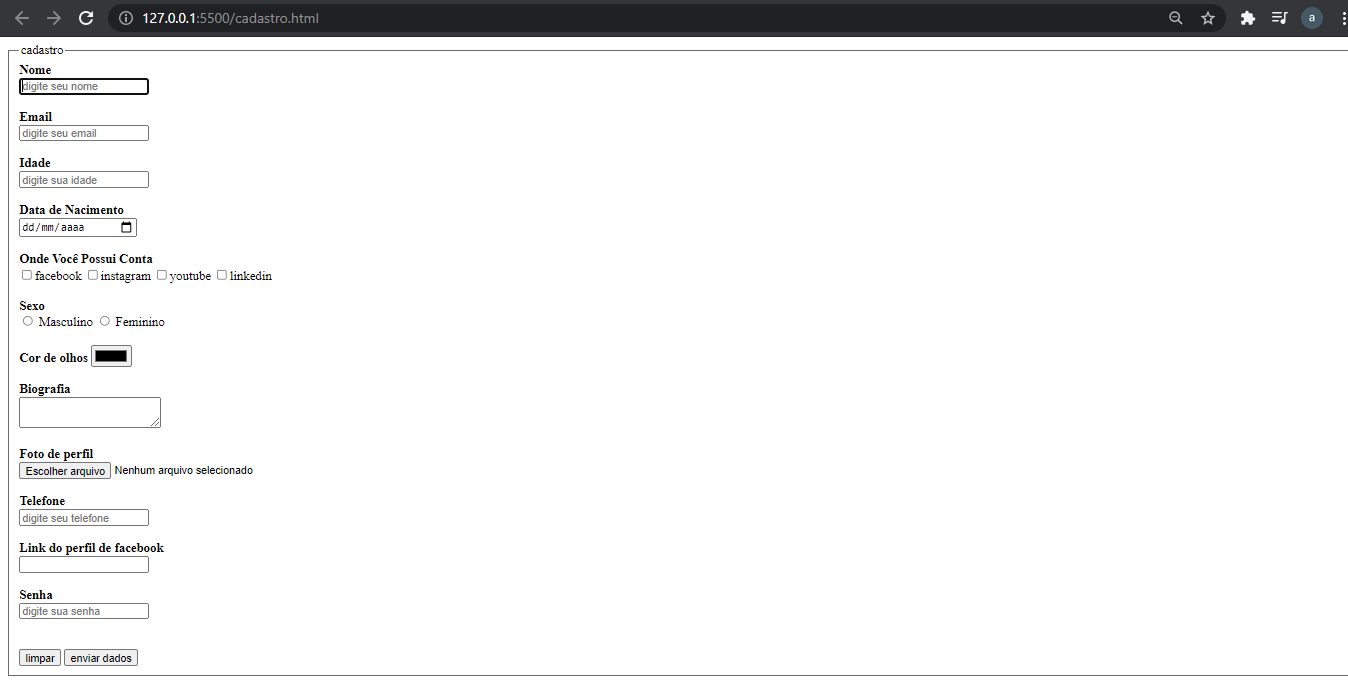 127.0.0.1:5500/cadastro.html
a
cadastro
Nome
digite seu nome
Email
digite seu email
Idade
digite sua idade
Data de Nacimento
dd/mm/aaaa
Onde Você Possui Conta
facebook instagram youtube linkedin
Sexo
Masculino Feminino
Cor de olhos
Biografia
Foto de perfil
Escolher arquivo Nenhum arquivo selecionado
Telefone
digite seu telefone
Link do perfil de facebook
Senha
digite sua senha
limpar enviar dados